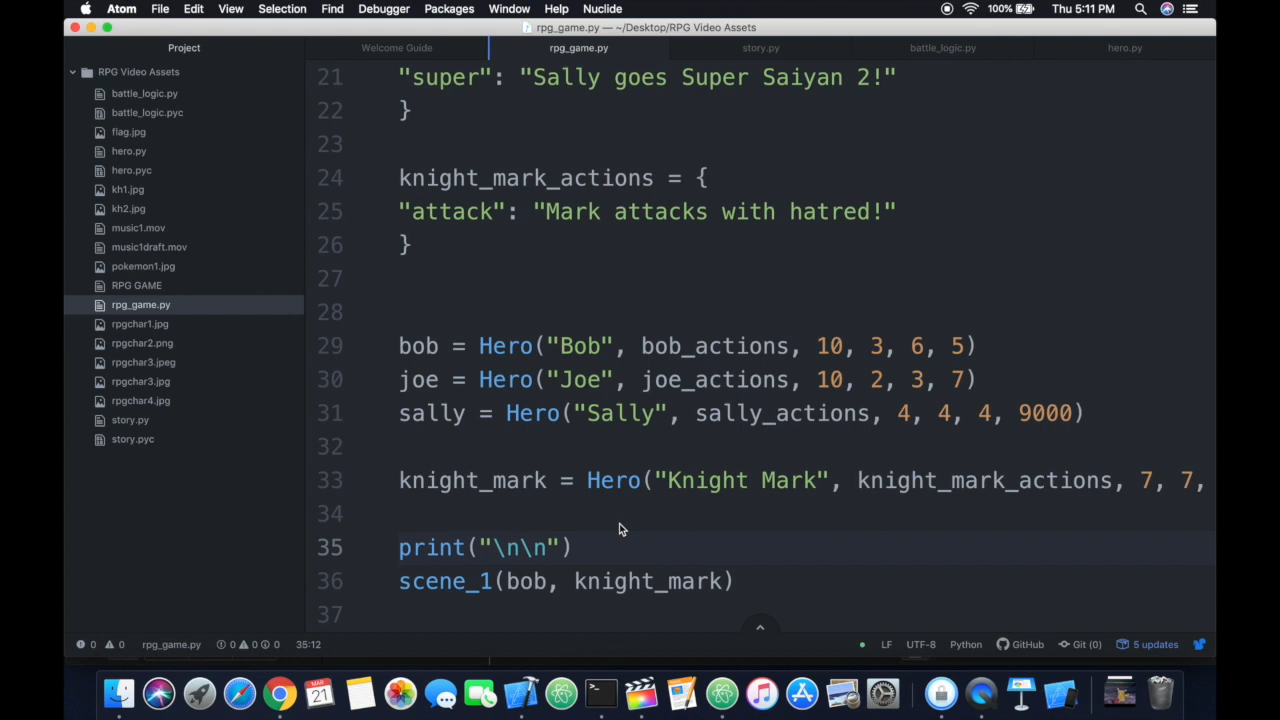 Atom File Edit View Selection Find Debugger Packages Window Help Nuclide 100% Thu 5:11 PM
rpg_game.py — ~/Desktop/RPG Video Assets
Project Welcome Guide rpg_game.py story.py battle_logic.py hero.py
RPG Video Assets
battle_logic.py
battle_logic.pyc
flag.jpg
hero.py
hero.pyc
kh1.jpg
kh2.jpg
music1.mov
music1draft.mov
pokemon1.jpg
RPG GAME
rpg_game.py
rpgchar1.jpg
rpgchar2.png
rpgchar3.jpeg
rpgchar3.jpg
rpgchar4.jpg
story.py
story.pyc
21 "super": "Sally goes Super Saiyan 2!"
22 }
23
24 knight_mark_actions = {
25 "attack": "Mark attacks with hatred!"
26 }
27
28
29 bob = Hero("Bob", bob_actions, 10, 3, 6, 5)
30 joe = Hero("Joe", joe_actions, 10, 2, 3, 7)
31 sally = Hero("Sally", sally_actions, 4, 4, 4, 9000)
32
33 knight_mark = Hero("Knight Mark", knight_mark_actions, 7, 7,
34
35 print("\n\n")
36 scene_1(bob, knight_mark)
37
0 0 rpg_game.py 0 0 0 35:12 LF UTF-8 Python GitHub Git (0) 5 updates
MAR
21